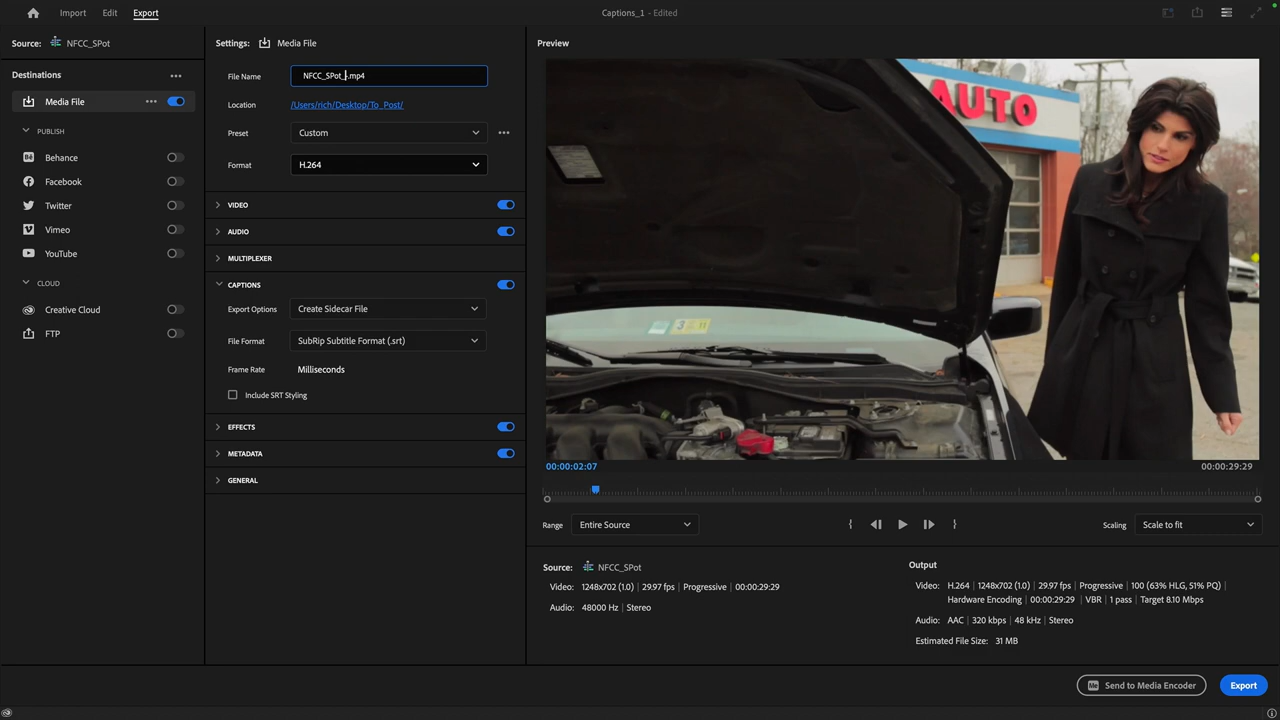 Import Edit Export
Captions_1 - Edited
Source: NFCC_SPot
Destinations
Media File
PUBLISH
Behance
Facebook
Twitter
Vimeo
YouTube
CLOUD
Creative Cloud
FTP
Settings: Media File
File Name NFCC_SPot_.mp4
Location /Users/rich/Desktop/To_Post/
Preset Custom
Format H.264
VIDEO
AUDIO
MULTIPLEXER
CAPTIONS
Export Options Create Sidecar File
File Format SubRip Subtitle Format (.srt)
Frame Rate Milliseconds
Include SRT Styling
EFFECTS
METADATA
GENERAL
Preview
AUTO
3 11
00:00:02:07 00:00:29:29
Range Entire Source
Scaling Scale to fit
Source: NFCC_SPot
Video: 1248x702 (1.0) | 29.97 fps | Progressive | 00:00:29:29
Audio: 48000 Hz | Stereo
Output
Video: H.264 | 1248x702 (1.0) | 29.97 fps | Progressive | 100 (63% HLG, 51% PQ) |
Hardware Encoding | 00:00:29:29 | VBR | 1 pass | Target 8.10 Mbps
Audio: AAC | 320 kbps | 48 kHz | Stereo
Estimated File Size: 31 MB
Send to Media Encoder
Export